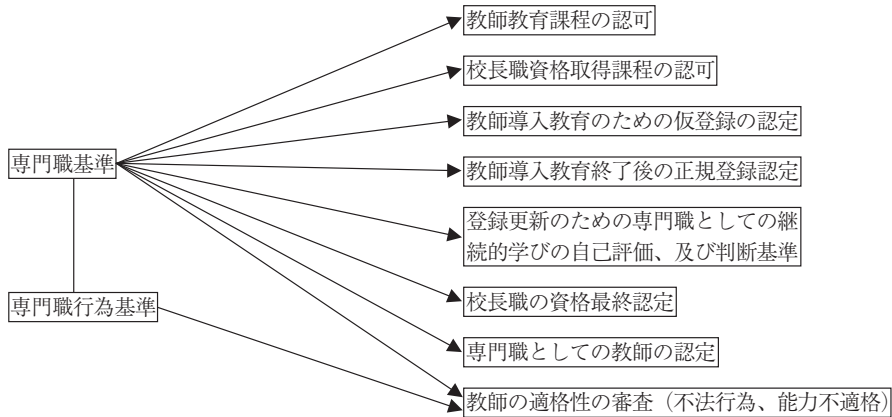 教師教育課程の認可
校長職資格取得課程の認可
教師導入教育のための仮登録の認定
専門職基準
教師導入教育終了後の正規登録認定
登録更新のための専門職としての継
続的学びの自己評価、及び判断基準
専門職行為基準
校長職の資格最終認定
専門職としての教師の認定
教師の適格性の審査（不法行為、能力不適格）